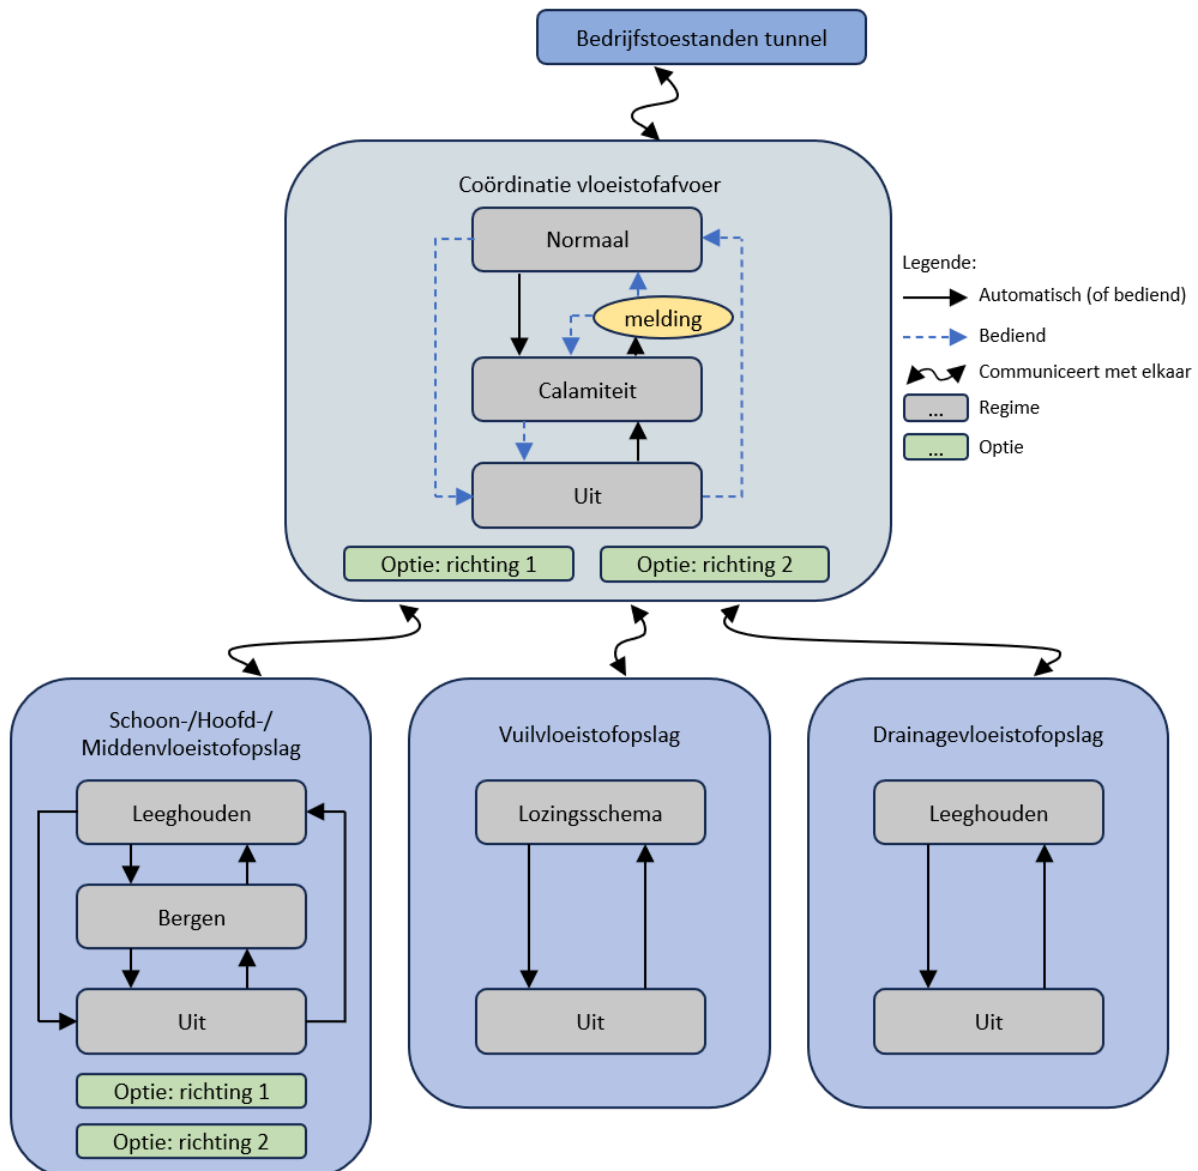 Bedrijfstoestanden tunnel
Coördinatie vloeistofafvoer
Normaal
melding
Calamiteit
Uit
Optie: richting 1
Optie: richting 2
Legende:
Automatisch (of bediend)
Bediend
Communiceert met elkaar
... Regime
... Optie
Schoon-/Hoofd-/
Middenvloeistofopslag
Leeghouden
Bergen
Uit
Optie: richting 1
Optie: richting 2
Vuilvloeistofopslag
Lozingsschema
Uit
Drainagevloeistofopslag
Leeghouden
Uit